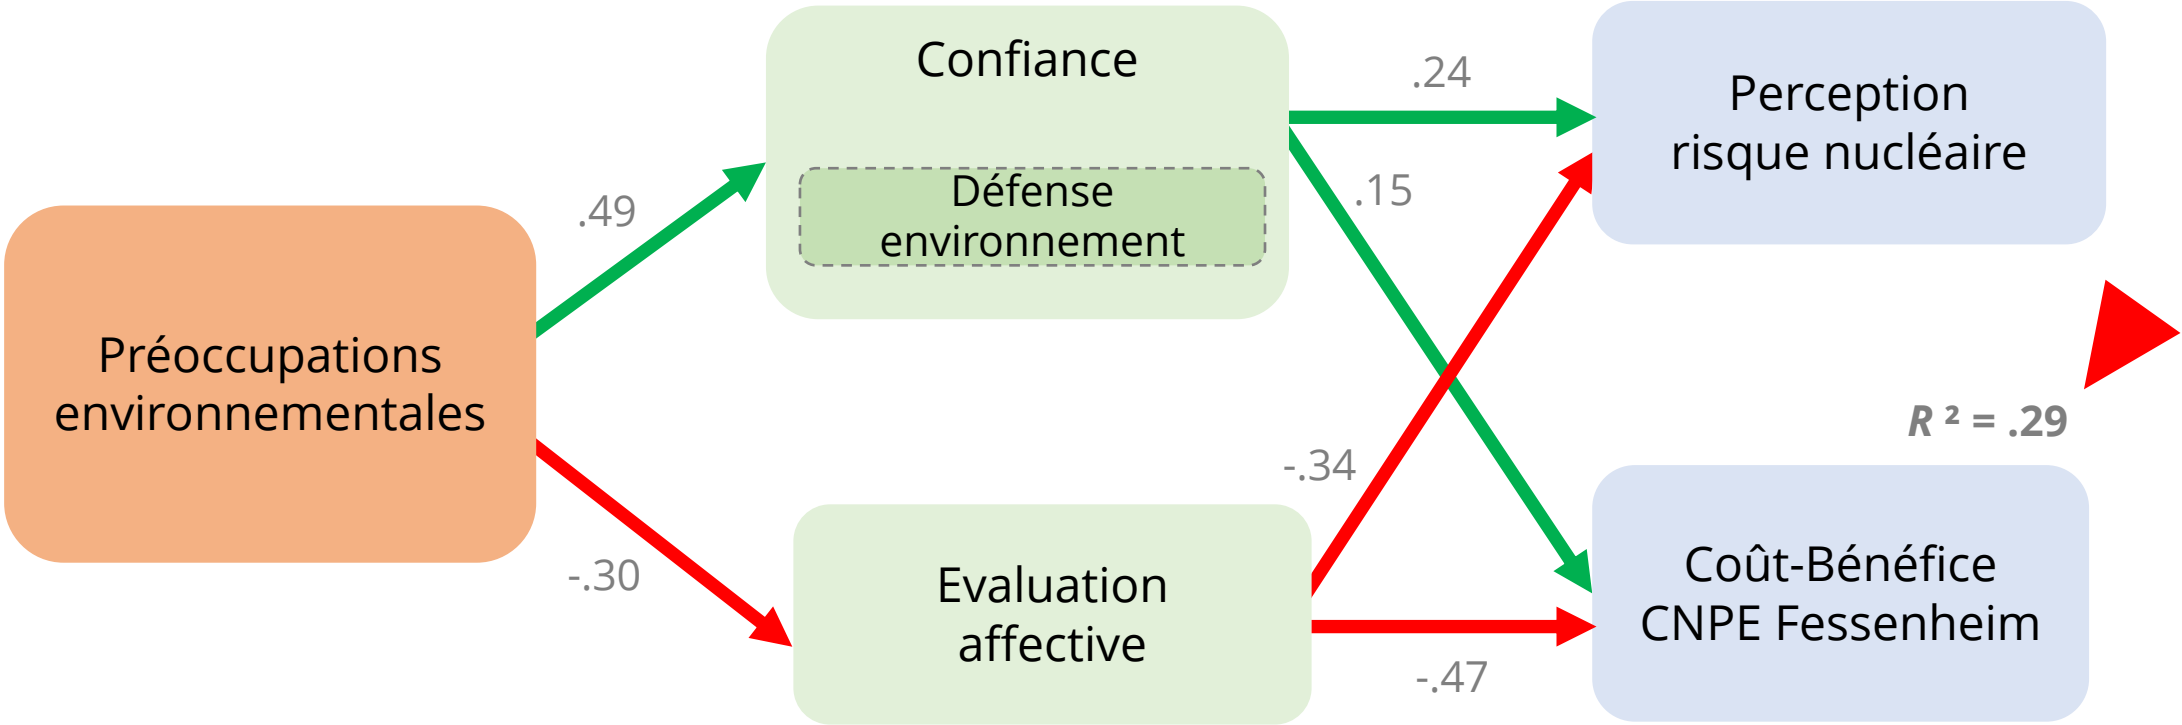 Confiance
Défense
environnement
.24
Perception
risque nucléaire
.15
.49
Préoccupations
environnementales
-.30
-.34
R ² = .29
Evaluation
affective
-.47
Coût-Bénéfice
CNPE Fessenheim